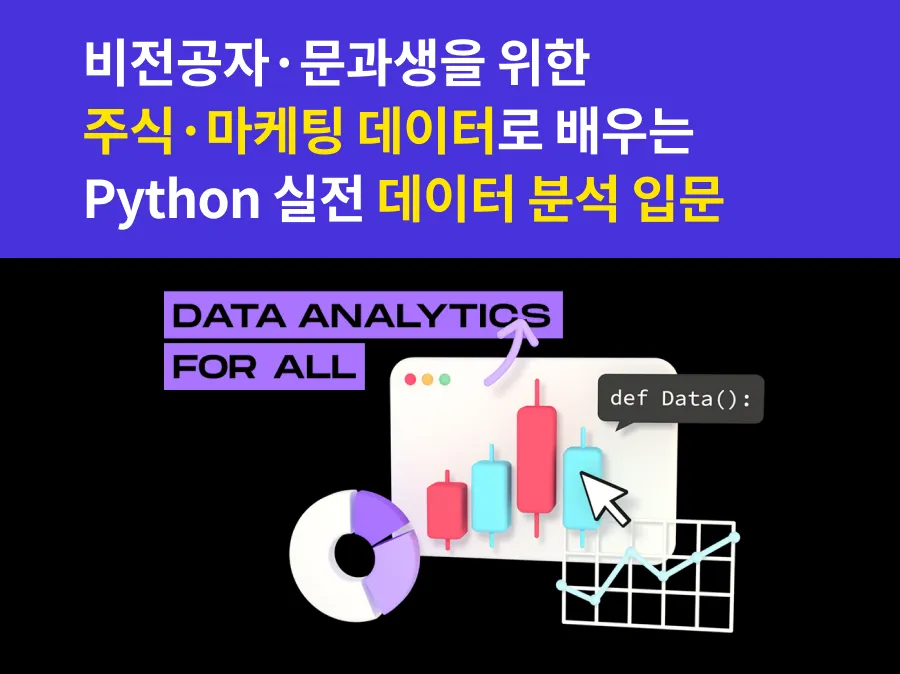 비전공자·문과생을 위한
주식·마케팅 데이터로 배우는
Python 실전 데이터 분석 입문
DATA ANALYTICS
FOR ALL
def Data():